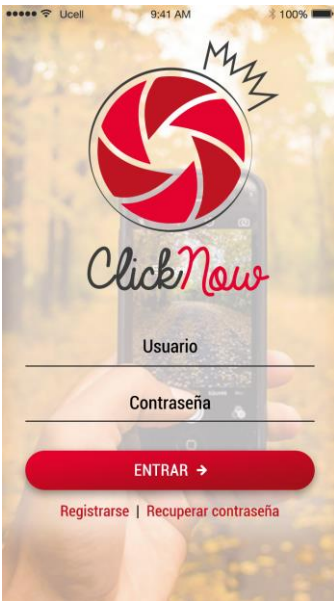 Ucell 9:41 AM 100%
ClickNow
Usuario
Contraseña
ENTRAR →
Registrarse | Recuperar contraseña